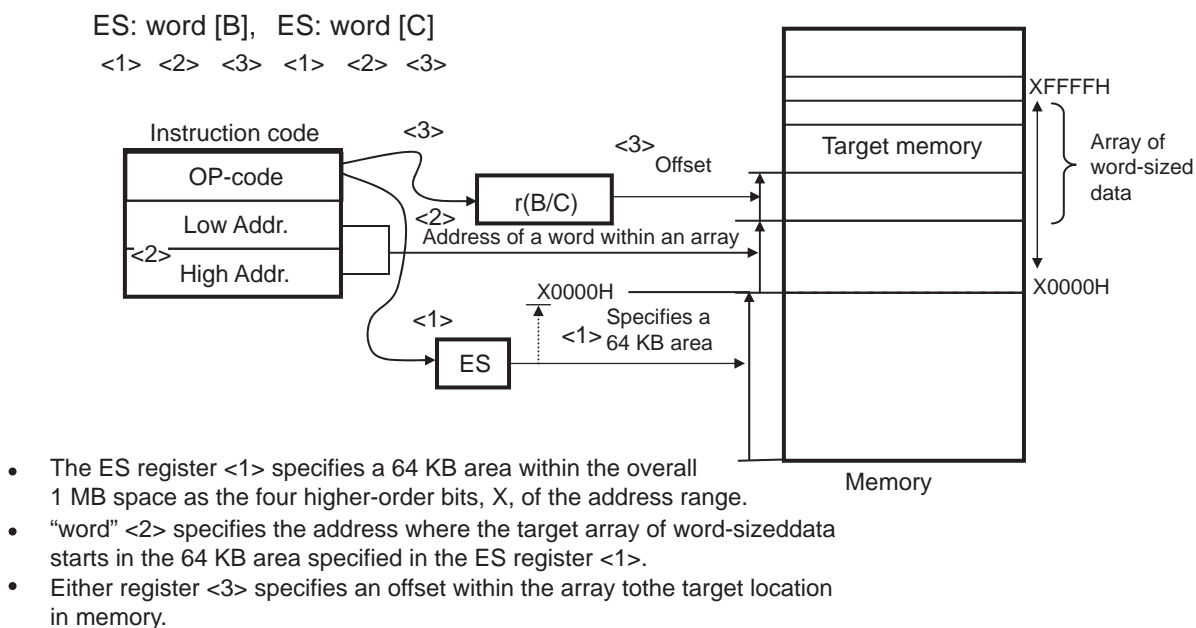 ES: word [B], ES: word [C]
<1> <2> <3> <1> <2> <3>
XFFFFH
Instruction code
<3>
<3>
Offset
Target memory
Array of
word-sized
data
OP-code
r(B/C)
Low Addr.
<2>
Address of a word within an array
<2>
High Addr.
X0000H
X0000H
<1>
<1>
Specifies a
64 KB area
ES
Memory
• The ES register <1> specifies a 64 KB area within the overall
1 MB space as the four higher-order bits, X, of the address range.
• “word” <2> specifies the address where the target array of word-sizeddata
starts in the 64 KB area specified in the ES register <1>.
• Either register <3> specifies an offset within the array tothe target location
in memory.